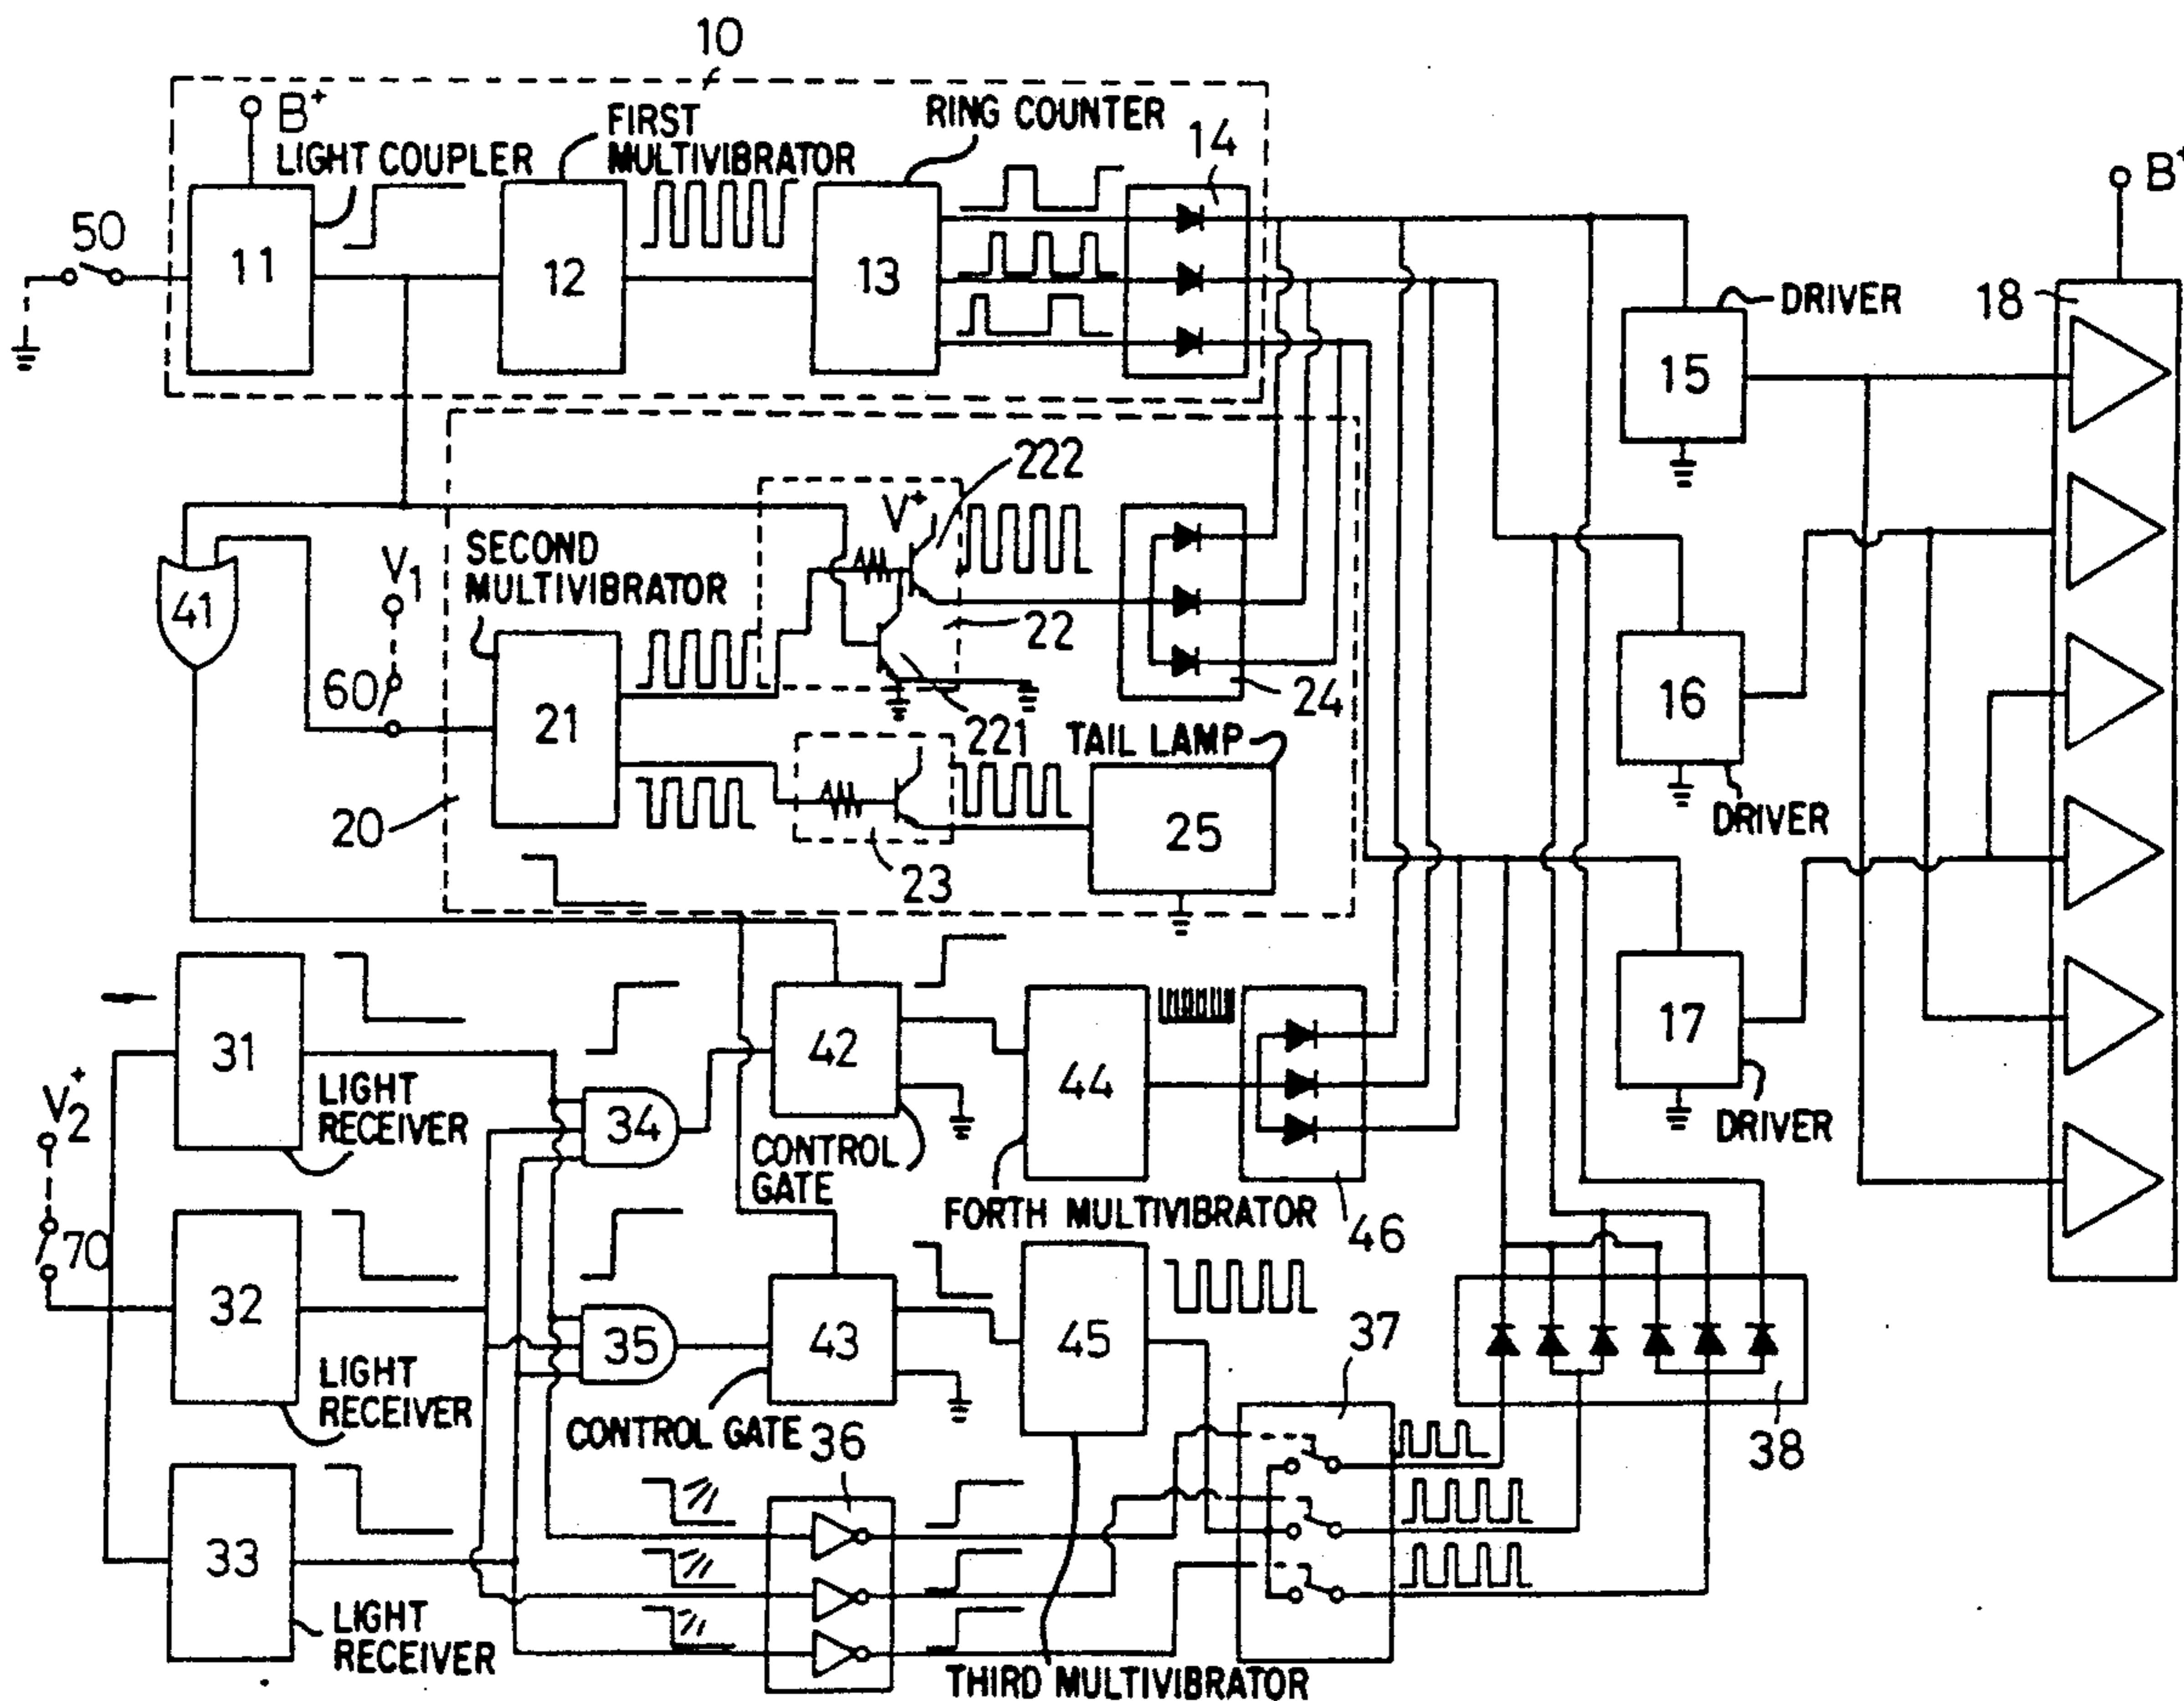 10
B+
LIGHT COUPLER
FIRST
MULTIVIBRATOR
RING COUNTER
14
B+
50
11
12
13
18
DRIVER
15
222
V+
SECOND
MULTIVIBRATOR
V1
41
22
60
21
221
24
16
TAIL LAMP
DRIVER
20
23
25
31
42
44
17
V2+
LIGHT
RECEIVER
34
CONTROL
GATE
DRIVER
FORTH MULTIVIBRATOR
46
70
32
35
43
45
37
LIGHT
RECEIVER
CONTROL GATE
36
38
33
LIGHT
RECEIVER
THIRD MULTIVIBRATOR